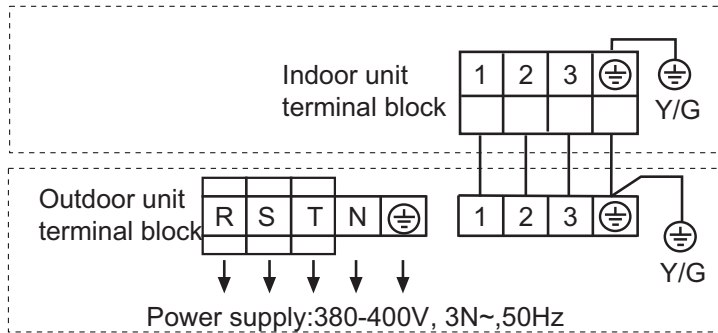 Indoor unit
terminal block
1 2 3
Y/G
Outdoor unit
terminal block
R S T N
1 2 3
Y/G
Power supply:380-400V, 3N~,50Hz